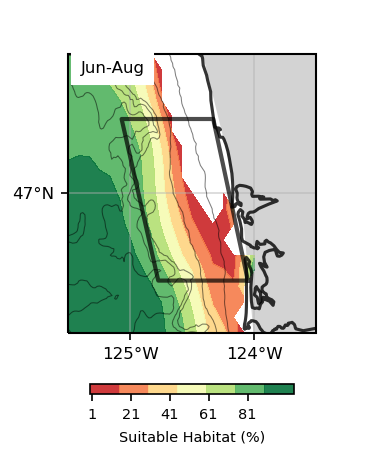 Jun-Aug
47°N
125°W 124°W
1 21 41 61 81
Suitable Habitat (%)